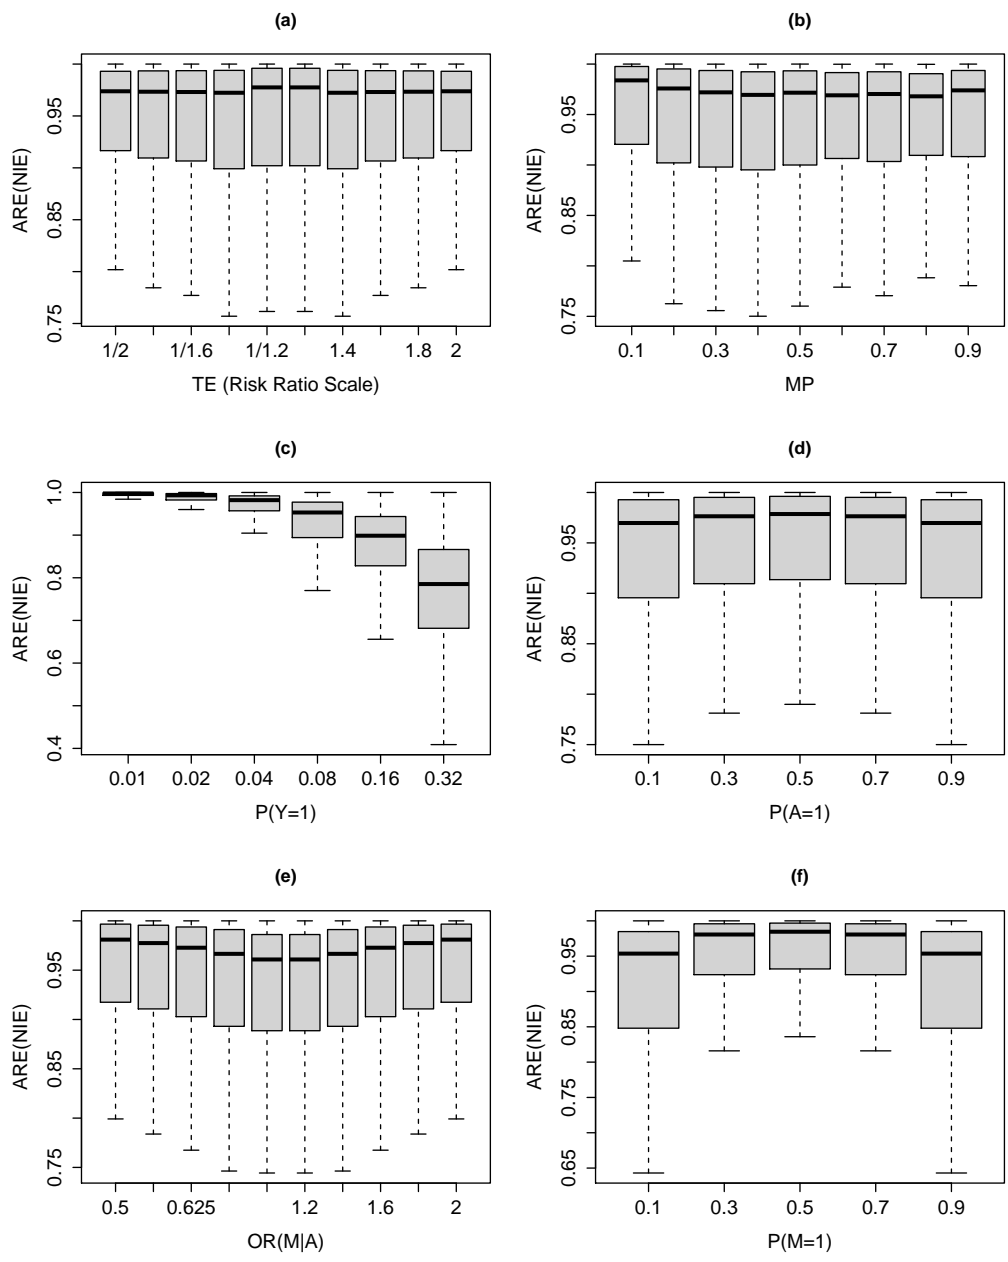 (a)
ARE(NIE)
0.75 0.85 0.95
1/2 1/1.6 1/1.2 1.4 1.8 2
TE (Risk Ratio Scale)
(b)
ARE(NIE)
0.75 0.85 0.95
0.1 0.3 0.5 0.7 0.9
MP
(c)
ARE(NIE)
0.4 0.6 0.8 1.0
0.01 0.02 0.04 0.08 0.16 0.32
P(Y=1)
(d)
ARE(NIE)
0.75 0.85 0.95
0.1 0.3 0.5 0.7 0.9
P(A=1)
(e)
ARE(NIE)
0.75 0.85 0.95
0.5 0.625 1.2 1.6 2
OR(M|A)
(f)
ARE(NIE)
0.65 0.75 0.85 0.95
0.1 0.3 0.5 0.7 0.9
P(M=1)